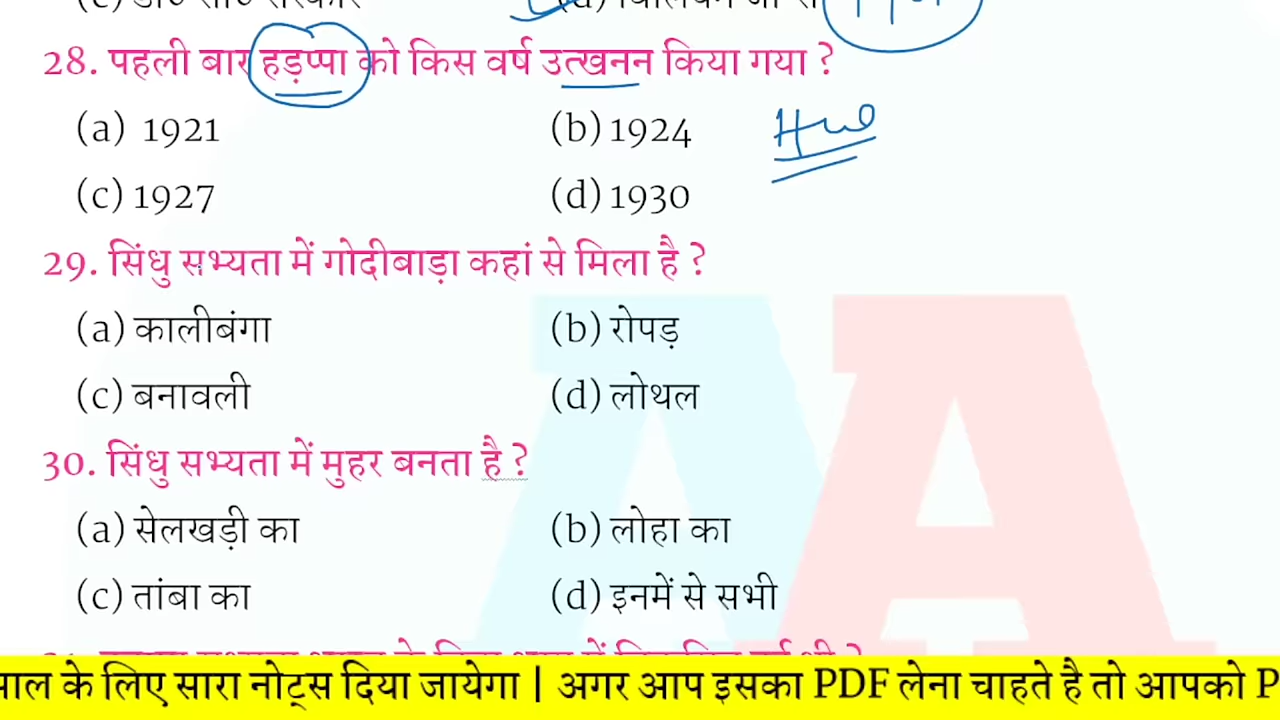 28. पहली बार हड़प्पा को किस वर्ष उत्खनन किया गया ?
(a) 1921 (b) 1924
(c) 1927 (d) 1930
29. सिंधु सभ्यता में गोदीबाड़ा कहां से मिला है ?
(a) कालीबंगा (b) रोपड़
(c) बनावली (d) लोथल
30. सिंधु सभ्यता में मुहर बनता है ?
(a) सेलखड़ी का (b) लोहा का
(c) तांबा का (d) इनमें से सभी
के लिए सारा नोट्स दिया जायेगा | अगर आप इसका PDF लेना चाहते है तो आपको